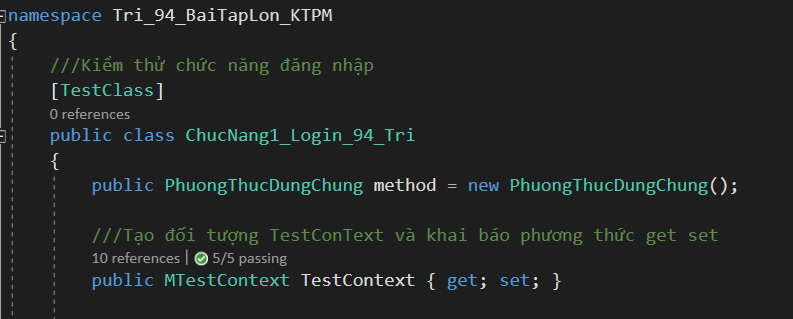 namespace Tri_94_BaiTapLon_KTPM
{
///Kiểm thử chức năng đăng nhập
[TestClass]
0 references
public class ChucNang1_Login_94_Tri
{
public PhuongThucDungChung method = new PhuongThucDungChung();
///Tạo đối tượng TestConText và khai báo phương thức get set
10 references | 5/5 passing
public MTestContext TestContext { get; set; }